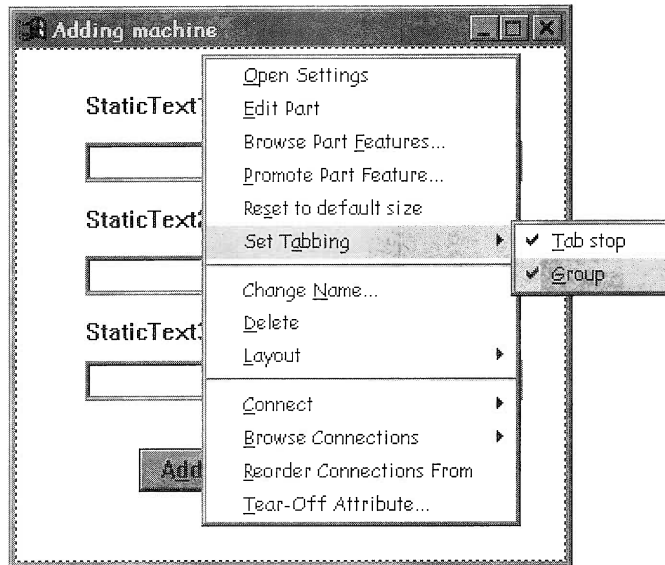 Adding machine
Open Settings
StaticText1
Edit Part
Browse Part Features...
Promote Part Feature...
Reset to default size
StaticText2
Set Tabbing
Tab stop
Group
Change Name...
Delete
StaticText3
Layout
Connect
Browse Connections
Add
Reorder Connections From
Tear-Off Attribute...